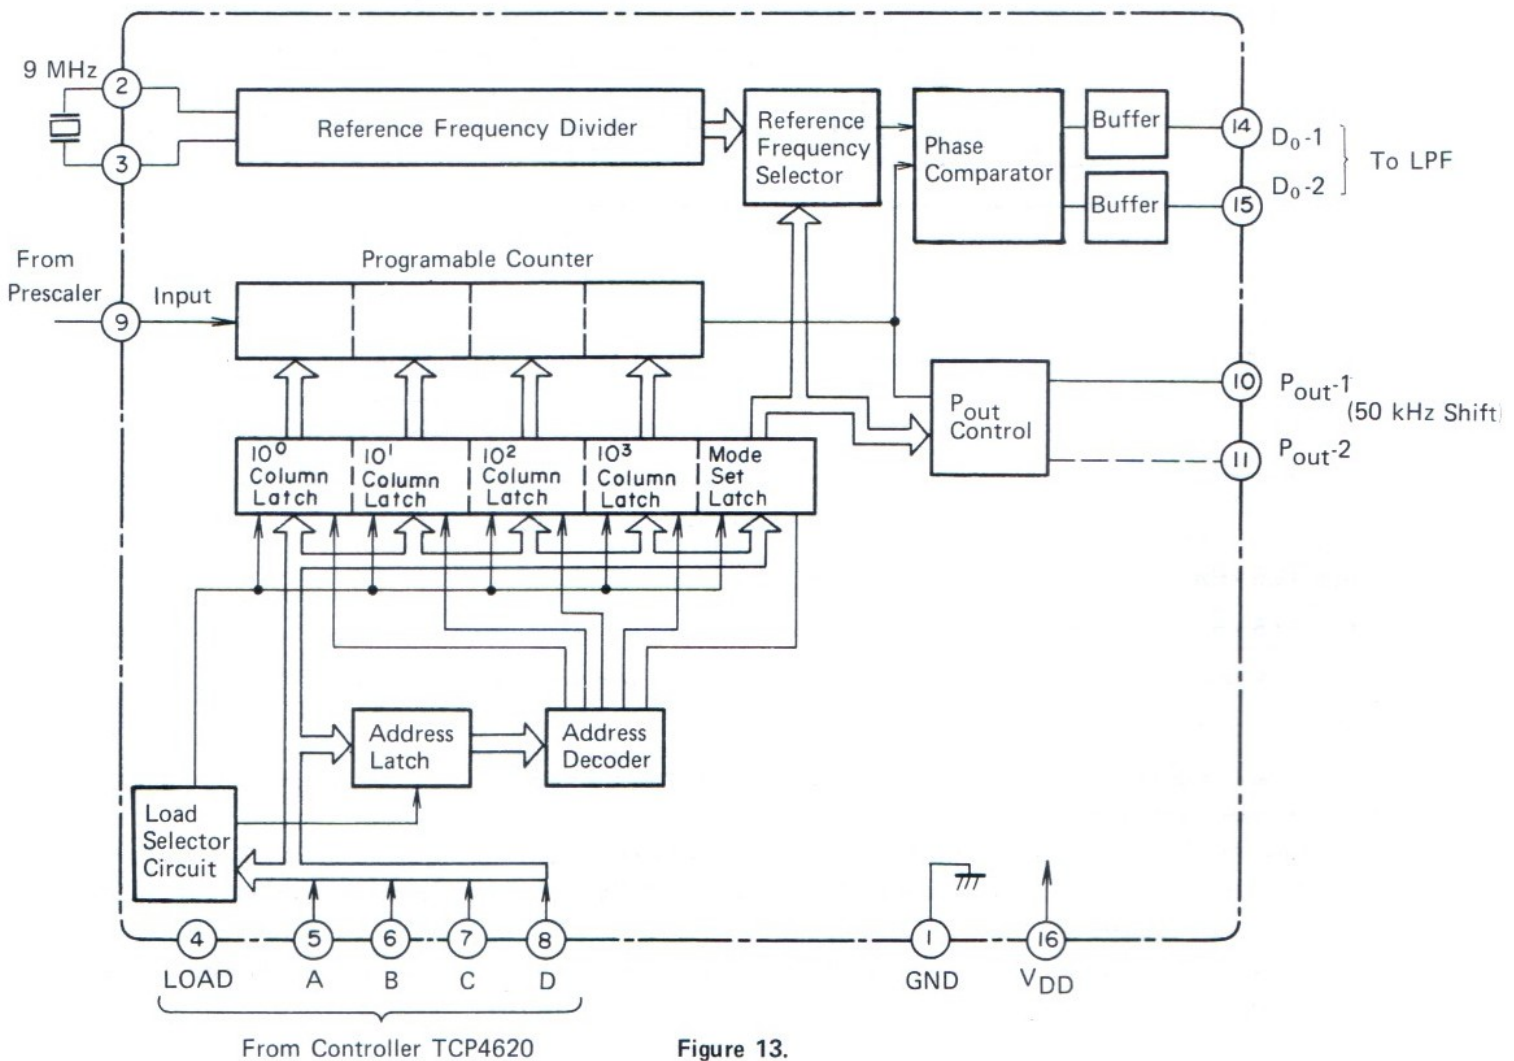 9 MHz
2
3
Reference Frequency Divider
Reference
Frequency
Selector
Phase
Comparator
Buffer
Buffer
14
D₀-1
15
D₀-2
To LPF
From
Prescaler
9
Input
Programable Counter
Pout
Control
10
Pout-1
(50 kHz Shift)
11
Pout-2
10⁰
Column
Latch
10¹
Column
Latch
10²
Column
Latch
10³
Column
Latch
Mode
Set
Latch
Address
Latch
Address
Decoder
Load
Selector
Circuit
4
5
6
7
8
1
16
LOAD
A
B
C
D
GND
VDD
From Controller TCP4620
Figure 13.